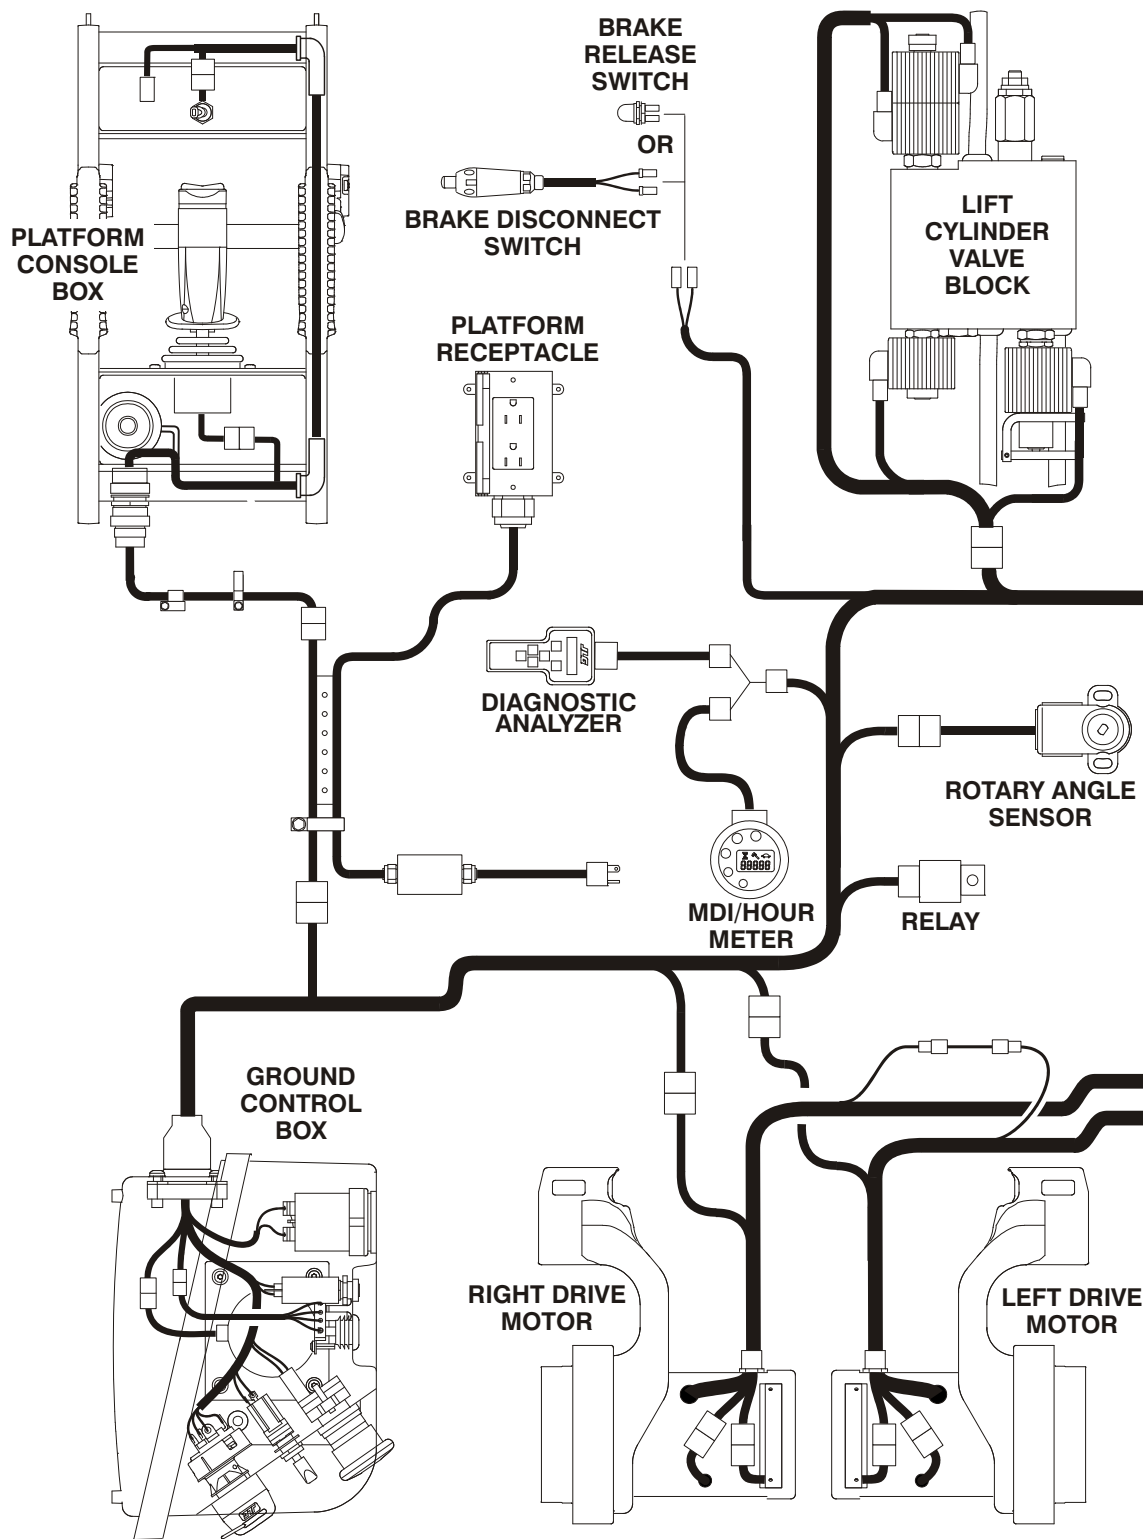 BRAKE
RELEASE
SWITCH
OR
BRAKE DISCONNECT
SWITCH
PLATFORM
CONSOLE
BOX
LIFT
CYLINDER
VALVE
BLOCK
PLATFORM
RECEPTACLE
DIAGNOSTIC
ANALYZER
ROTARY ANGLE
SENSOR
88888
MDI/HOUR
METER
RELAY
GROUND
CONTROL
BOX
RIGHT DRIVE
MOTOR
LEFT DRIVE
MOTOR